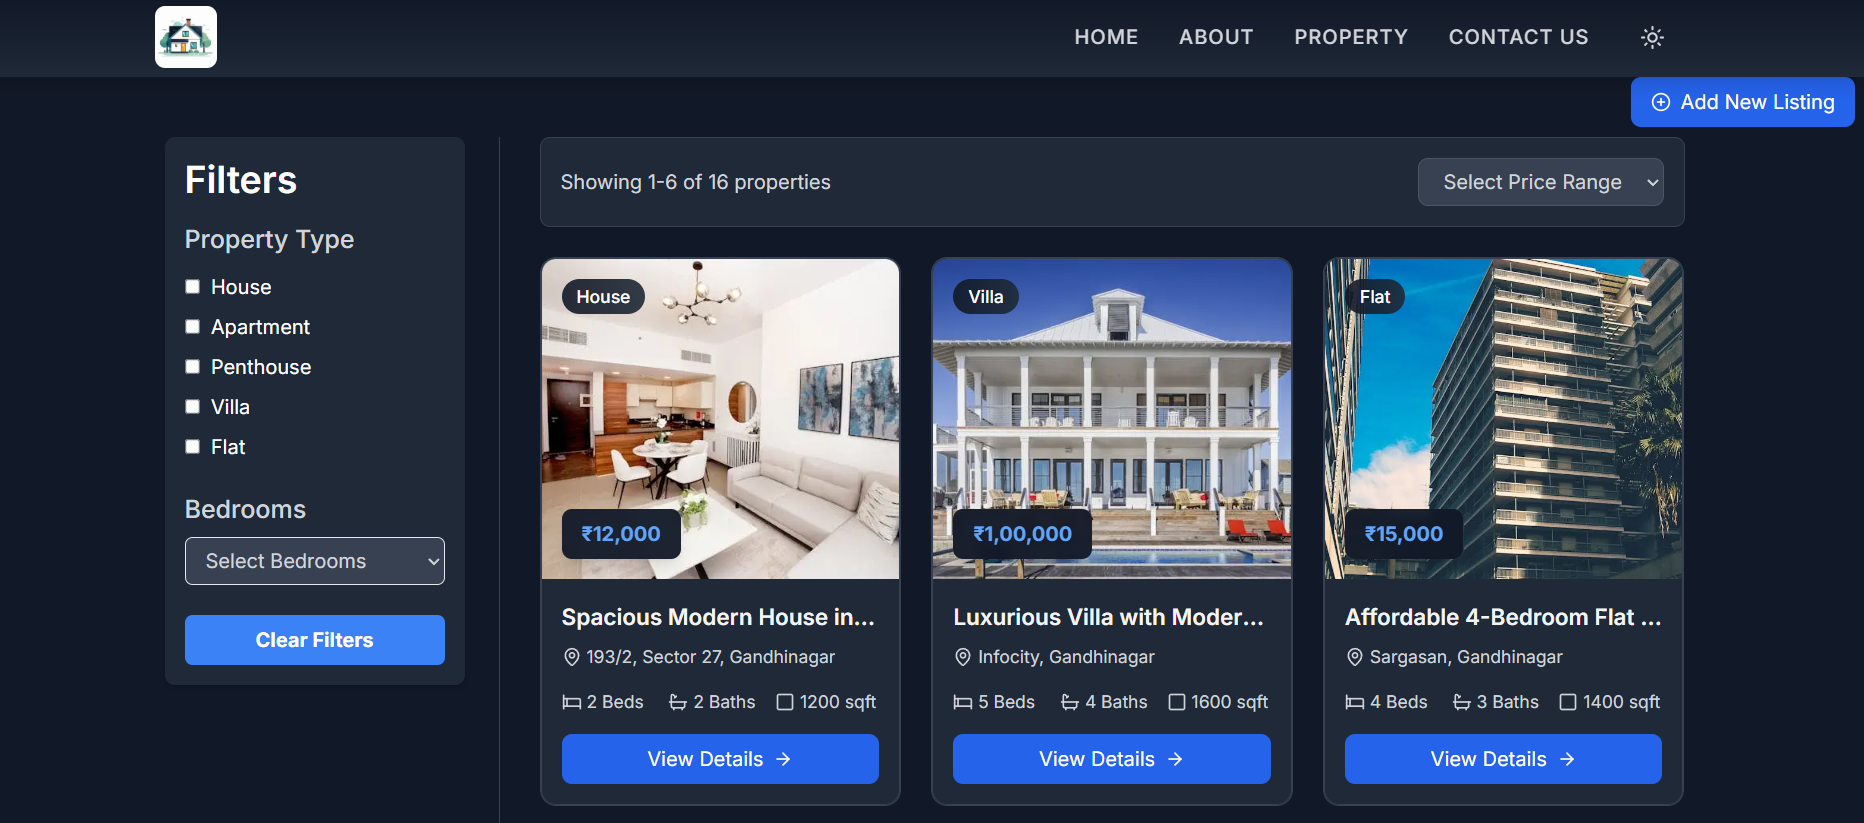 HOME ABOUT PROPERTY CONTACT US
Add New Listing
Filters
Property Type
House
Apartment
Penthouse
Villa
Flat
Bedrooms
Select Bedrooms
Clear Filters
Showing 1-6 of 16 properties
Select Price Range
House
₹12,000
Spacious Modern House in...
193/2, Sector 27, Gandhinagar
2 Beds 2 Baths 1200 sqft
View Details →
Villa
₹1,00,000
Luxurious Villa with Moder...
Infocity, Gandhinagar
5 Beds 4 Baths 1600 sqft
View Details →
Flat
₹15,000
Affordable 4-Bedroom Flat ...
Sargasan, Gandhinagar
4 Beds 3 Baths 1400 sqft
View Details →